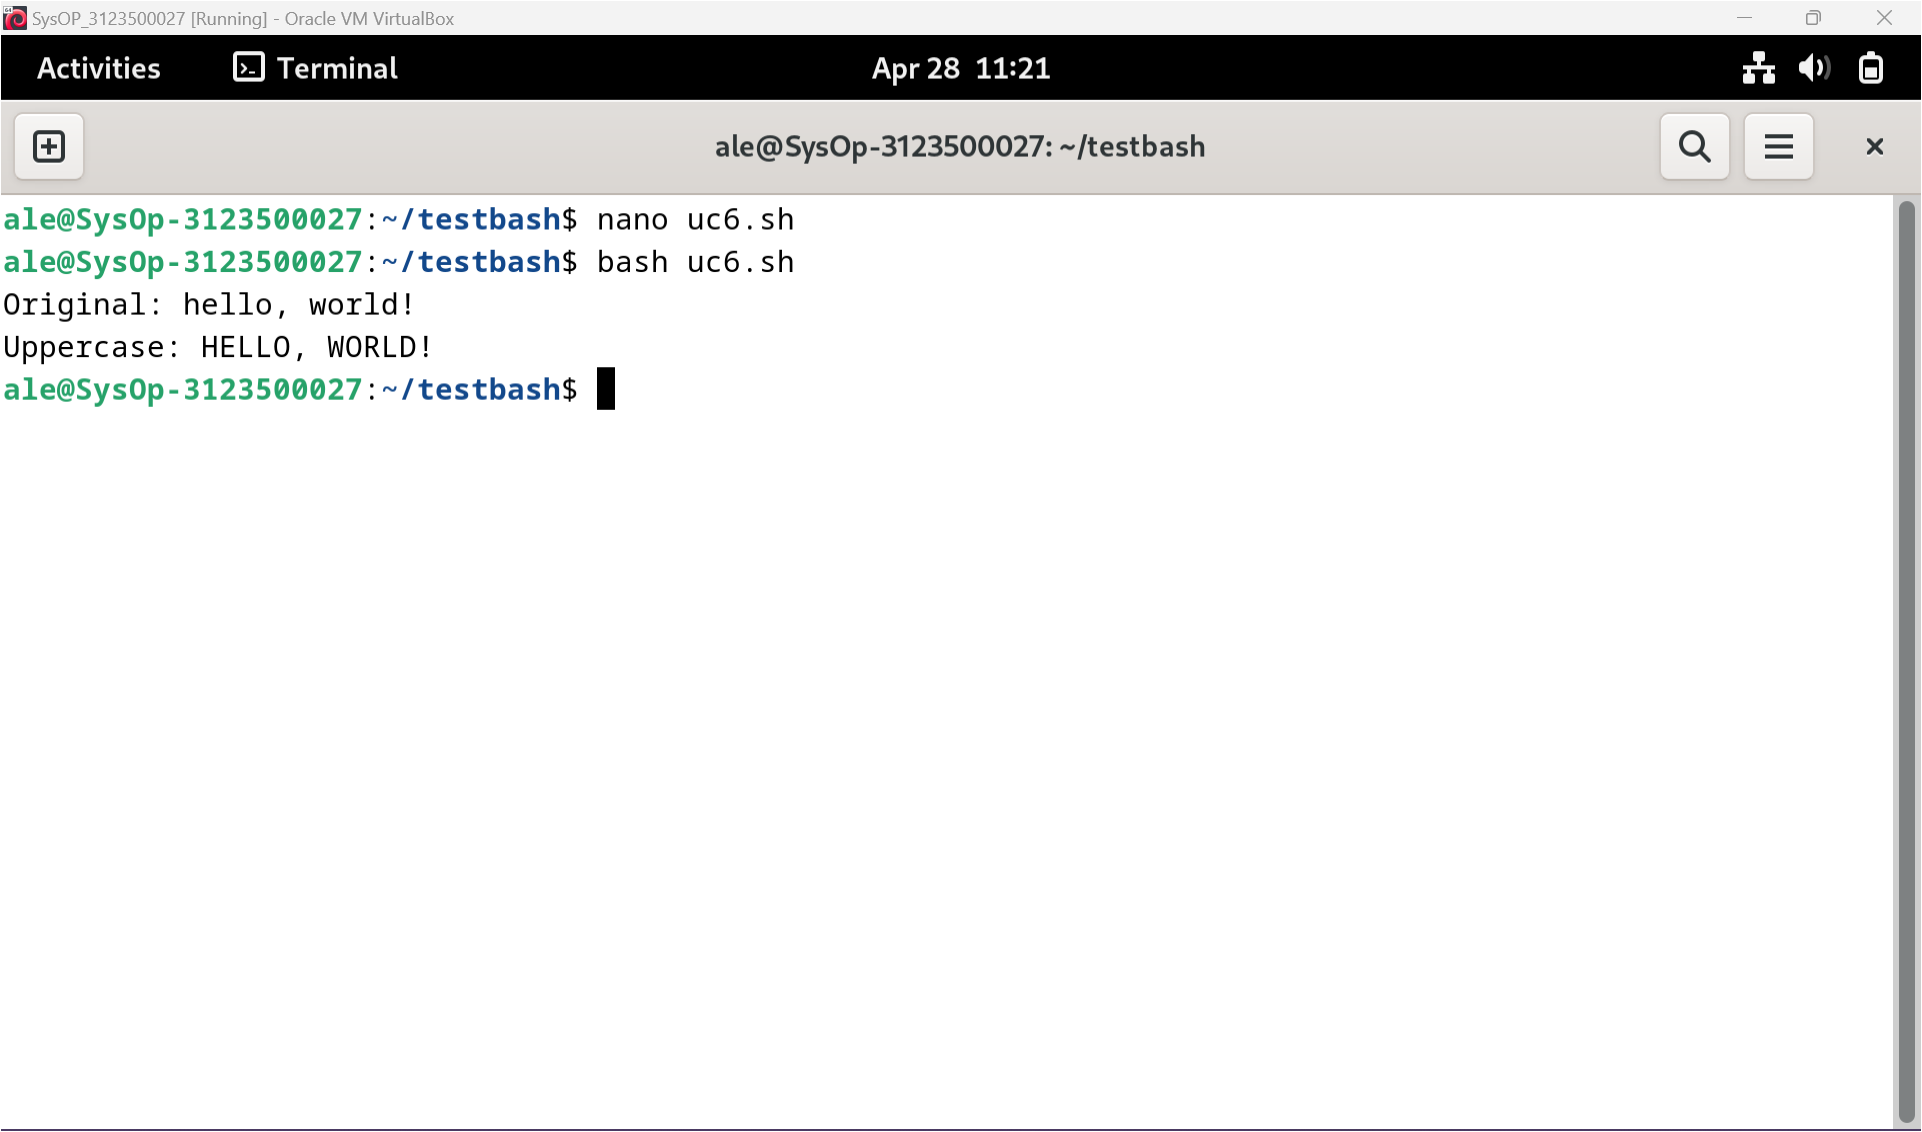 SysOP_3123500027 [Running] - Oracle VM VirtualBox
Activities Terminal Apr 28 11:21
ale@SysOp-3123500027: ~/testbash
ale@SysOp-3123500027:~/testbash$ nano uc6.sh
ale@SysOp-3123500027:~/testbash$ bash uc6.sh
Original: hello, world!
Uppercase: HELLO, WORLD!
ale@SysOp-3123500027:~/testbash$